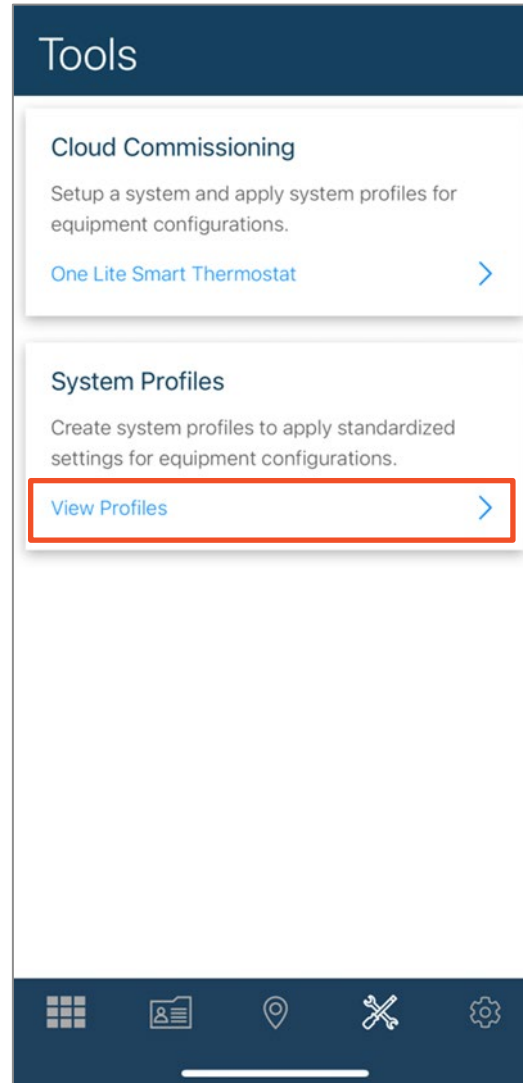 Tools
Cloud Commissioning
Setup a system and apply system profiles for
equipment configurations.
One Lite Smart Thermostat
System Profiles
Create system profiles to apply standardized
settings for equipment configurations.
View Profiles